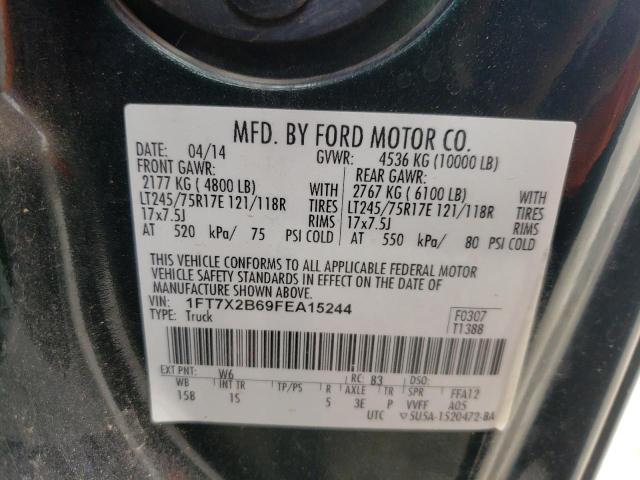 MFD. BY FORD MOTOR CO.
DATE: 04/14 GVWR: 4536 KG (10000 LB)
FRONT GAWR: REAR GAWR:
2177 KG ( 4800 LB) WITH 2767 KG ( 6100 LB) WITH
LT245/75R17E 121/118R TIRES LT245/75R17E 121/118R TIRES
17x7.5J RIMS 17x7.5J RIMS
AT 520 kPa/ 75 PSI COLD AT 550 kPa/ 80 PSI COLD
THIS VEHICLE CONFORMS TO ALL APPLICABLE FEDERAL MOTOR
VEHICLE SAFETY STANDARDS IN EFFECT ON THE DATE OF
MANUFACTURE SHOWN ABOVE.
VIN: 1FT7X2B69FEA15244 F0307
TYPE: Truck T1388
EXT PNT: W6 RC: 83 DSO:
WB INT TR TP/PS R AXLE TR SPR FFA12
158 IS 5 3E P VVFF A05
UTC 5U5A-1520472-BA